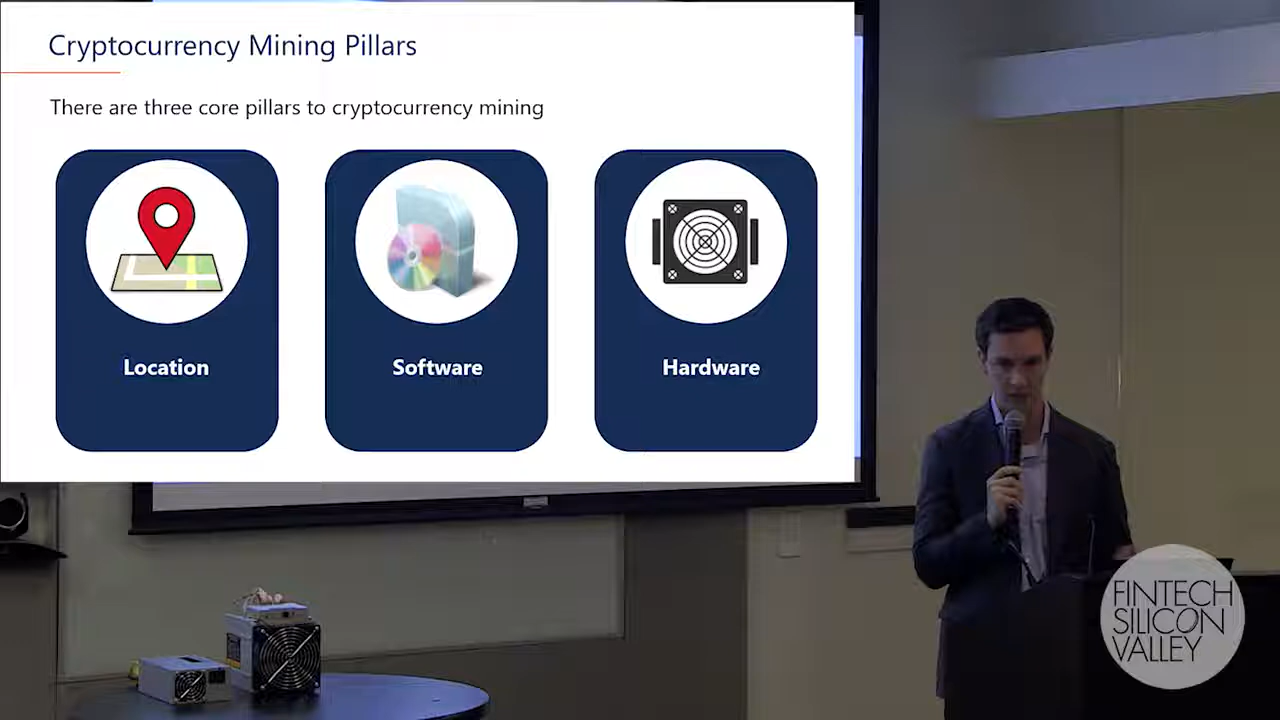 Cryptocurrency Mining Pillars
There are three core pillars to cryptocurrency mining
Location
Software
Hardware
FINTECH
SILICON
VALLEY